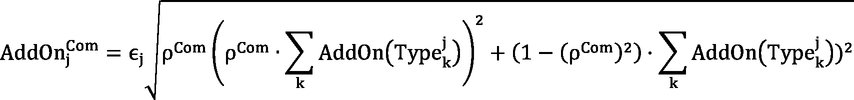 AddOn_j^Com = ϵ_j √(ρ^Com (ρ^Com · ∑_k AddOn(Type_k^j))^2 + (1 − (ρ^Com)^2) · ∑_k AddOn(Type_k^j))^2